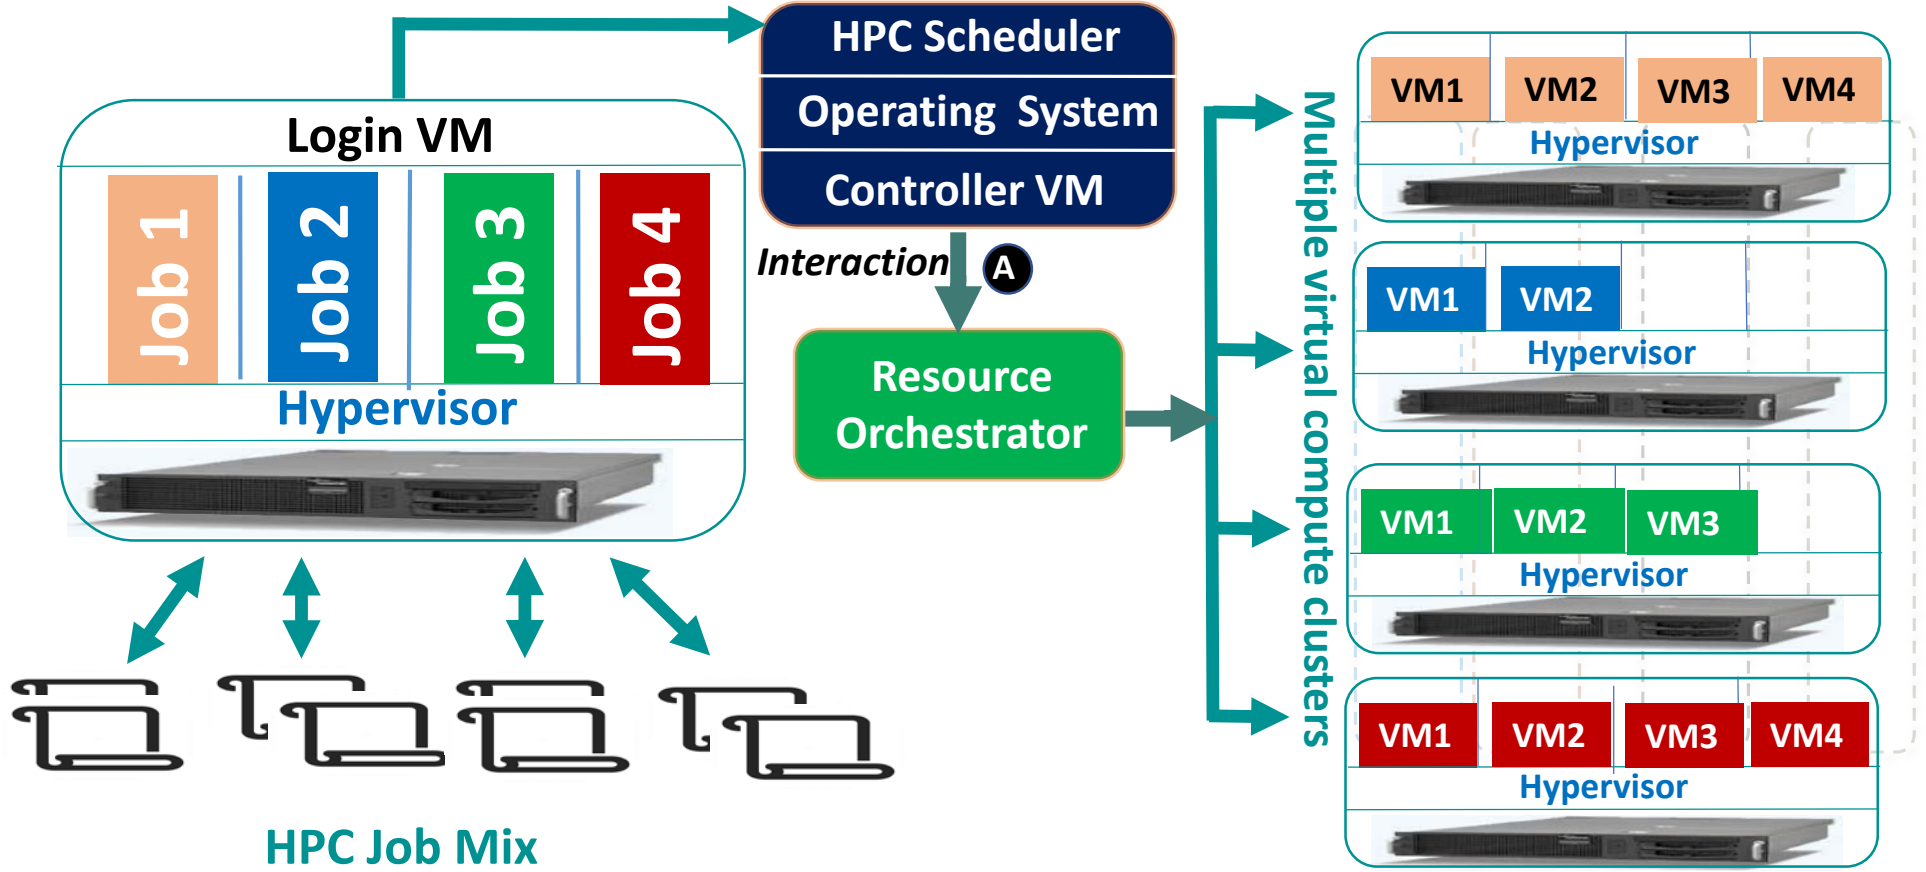 HPC Scheduler
Operating System
Controller VM
Login VM
Job 1
Job 2
Job 3
Job 4
Hypervisor
HPC Job Mix
Interaction
A
Resource
Orchestrator
Multiple virtual compute clusters
VM1 VM2 VM3 VM4
Hypervisor
VM1 VM2
Hypervisor
VM1 VM2 VM3
Hypervisor
VM1 VM2 VM3 VM4
Hypervisor